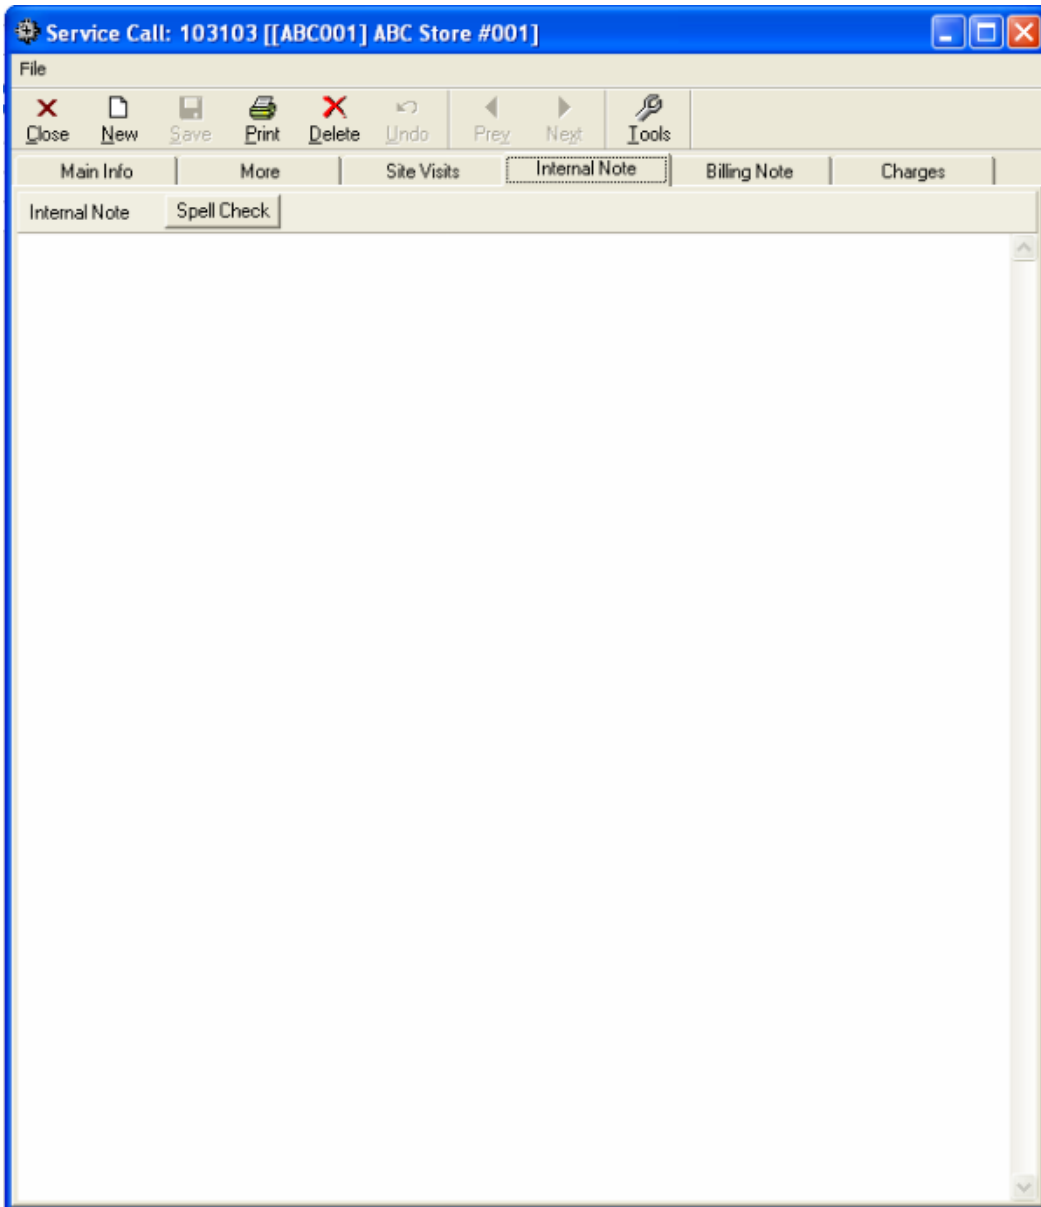 Service Call: 103103 [[ABC001] ABC Store #001]
File
Close New Save Print Delete Undo Prev Next Tools
Main Info More Site Visits Internal Note Billing Note Charges
Internal Note Spell Check